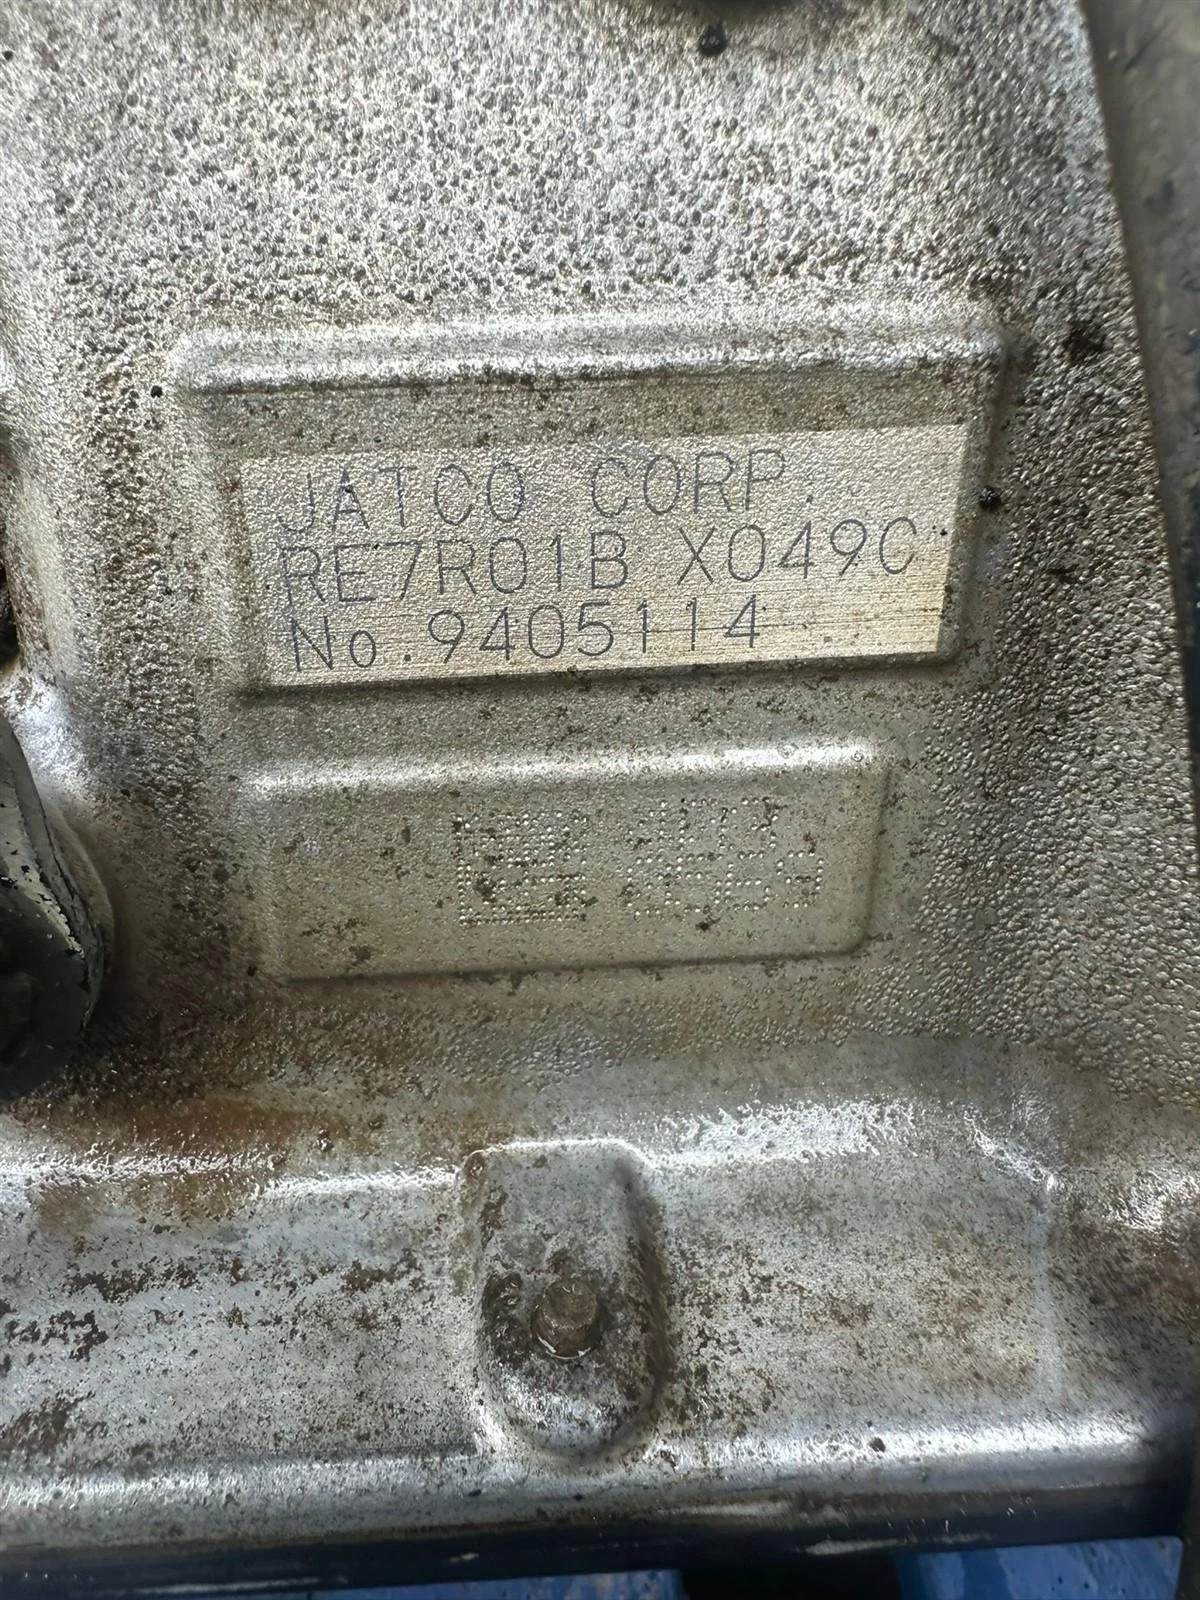 JATCO CORP.
RE7R01B X049C
No.9405114